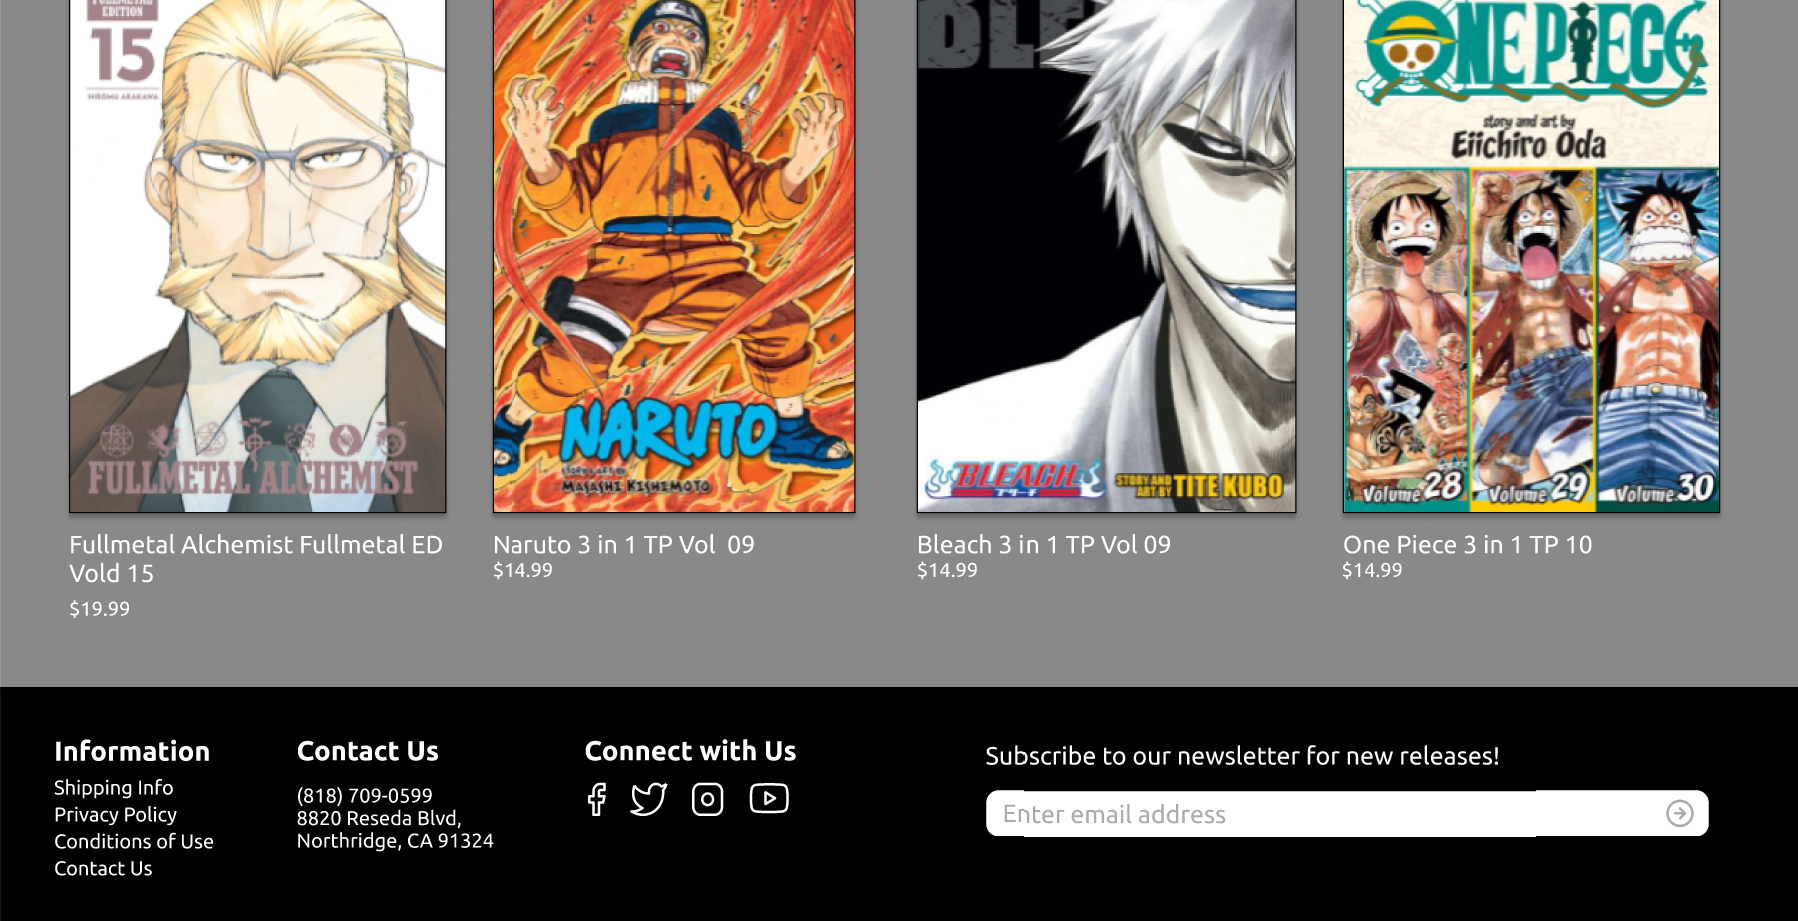 FULLMETAL
EDITION
15
HIROMU ARAKAWA
FULLMETAL ALCHEMIST
NARUTO
STORY & ART BY
MASASHI KISHIMOTO
BLEACH
BLEACH
ブリーチ
STORY AND
ART BY TITE KUBO
ONE PIECE
story and art by
Eiichiro Oda
Volume 28
Volume 29
Volume 30
Fullmetal Alchemist Fullmetal ED
Vold 15
$19.99
Naruto 3 in 1 TP Vol  09
$14.99
Bleach 3 in 1 TP Vol 09
$14.99
One Piece 3 in 1 TP 10
$14.99
Information
Shipping Info
Privacy Policy
Conditions of Use
Contact Us
Contact Us
(818) 709-0599
8820 Reseda Blvd,
Northridge, CA 91324
Connect with Us
Subscribe to our newsletter for new releases!
Enter email address